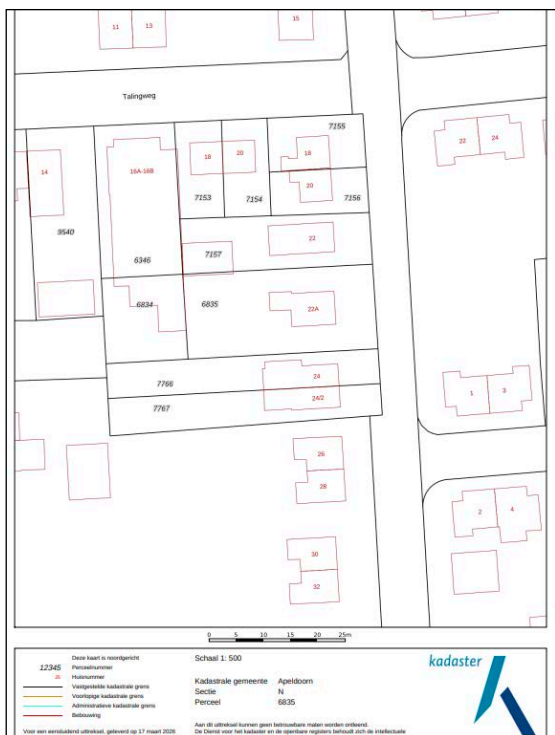 11 13 15
Talingweg
7155
22 24
18 20 18
14 16A-16B
20
7153 7154 7156
9540
22
6346 7157
6834 6835
22A
24
7766
24/2
7767
1 3
26
28
2 4
30
32
0 5 10 15 20 25m
Deze kaart is noordgericht
12345 Perceelnummer
25 Huisnummer
Vastgestelde kadastrale grens
Voorlopige kadastrale grens
Administratieve kadastrale grens
Bebouwing
Voor een eensluidend uittreksel, geleverd op 17 maart 2026
Schaal 1: 500
Kadastrale gemeente Apeldoorn
Sectie N
Perceel 6835
Aan dit uittreksel kunnen geen betrouwbare maten worden ontleend.
De Dienst voor het kadaster en de openbare registers behoudt zich de intellectuele
kadaster